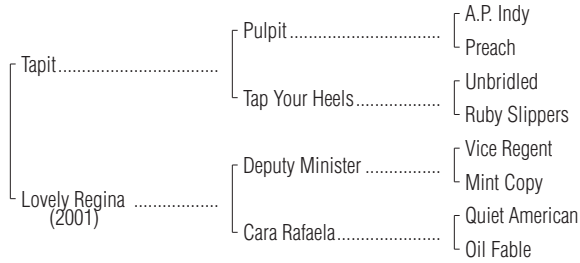 A.P. Indy
Pulpit
Preach
Tapit
Unbridled
Tap Your Heels
Ruby Slippers
Vice Regent
Deputy Minister
Mint Copy
Lovely Regina
(2001)
Quiet American
Cara Rafaela
Oil Fable